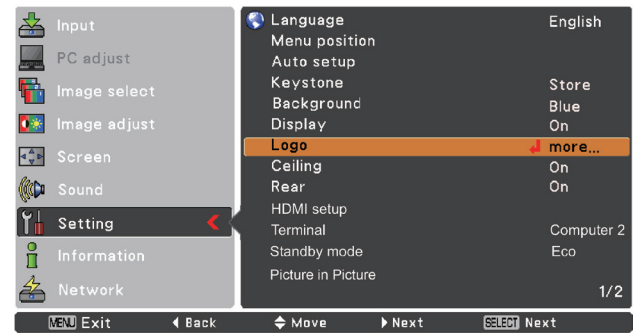 Input
PC adjust
Image select
Image adjust
Screen
Sound
Setting
Information
Network
Language English
Menu position
Auto setup
Keystone Store
Background Blue
Display On
Logo more...
Ceiling On
Rear On
HDMI setup
Terminal Computer 2
Standby mode Eco
Picture in Picture
1/2
MENU Exit Back Move Next SELECT Next